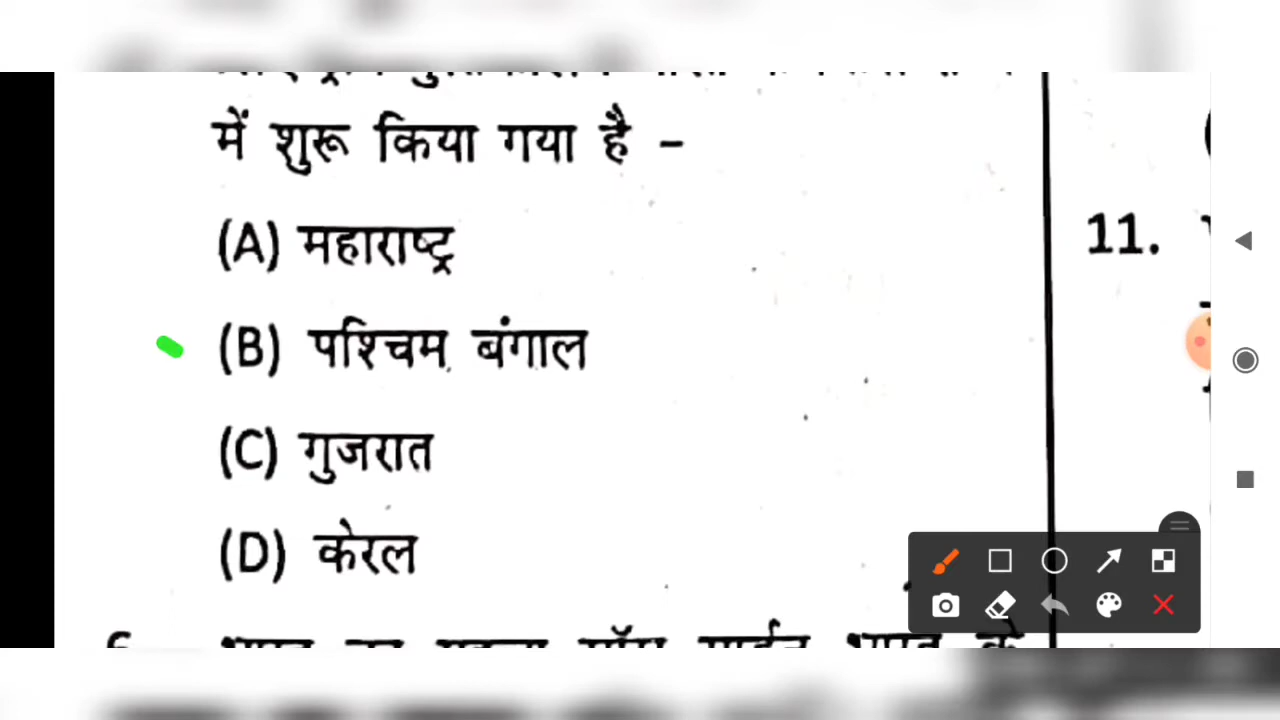 में शुरू किया गया है -
(A) महाराष्ट्र
(B) पश्चिम बंगाल
(C) गुजरात
(D) केरल
11.